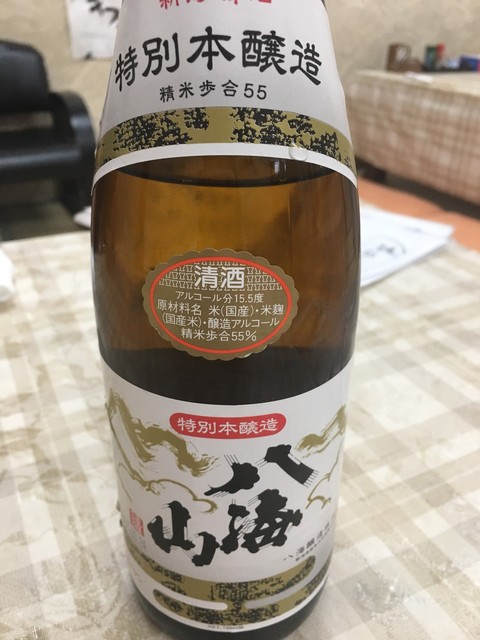 特別本醸造
精米歩合55
清酒
アルコール分15.5度
原材料名 米(国産)・米麹
(国産米)・醸造アルコール
精米歩合55%
特別本醸造
八海山